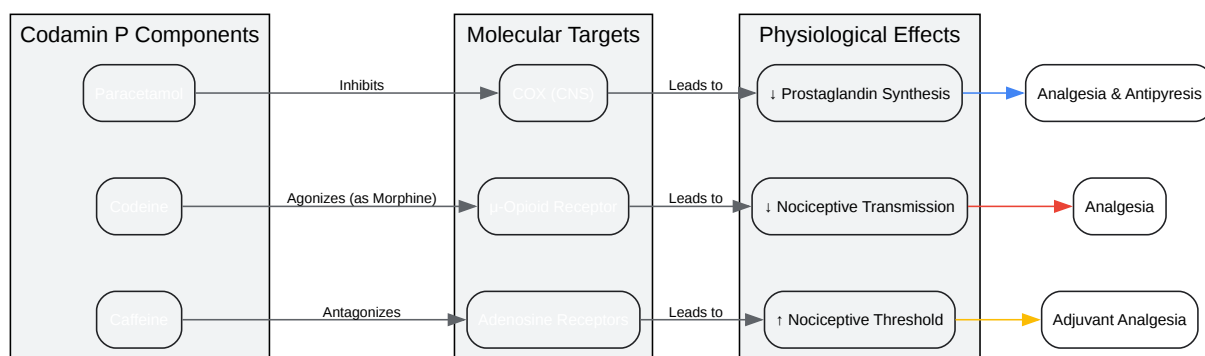 Codamin P Components
Molecular Targets
Physiological Effects
Paracetamol
Inhibits
COX (CNS)
Leads to
↓ Prostaglandin Synthesis
Analgesia & Antipyresis
Codeine
Agonizes (as Morphine)
μ-Opioid Receptor
Leads to
↓ Nociceptive Transmission
Analgesia
Caffeine
Antagonizes
Adenosine Receptors
Leads to
↑ Nociceptive Threshold
Adjuvant Analgesia